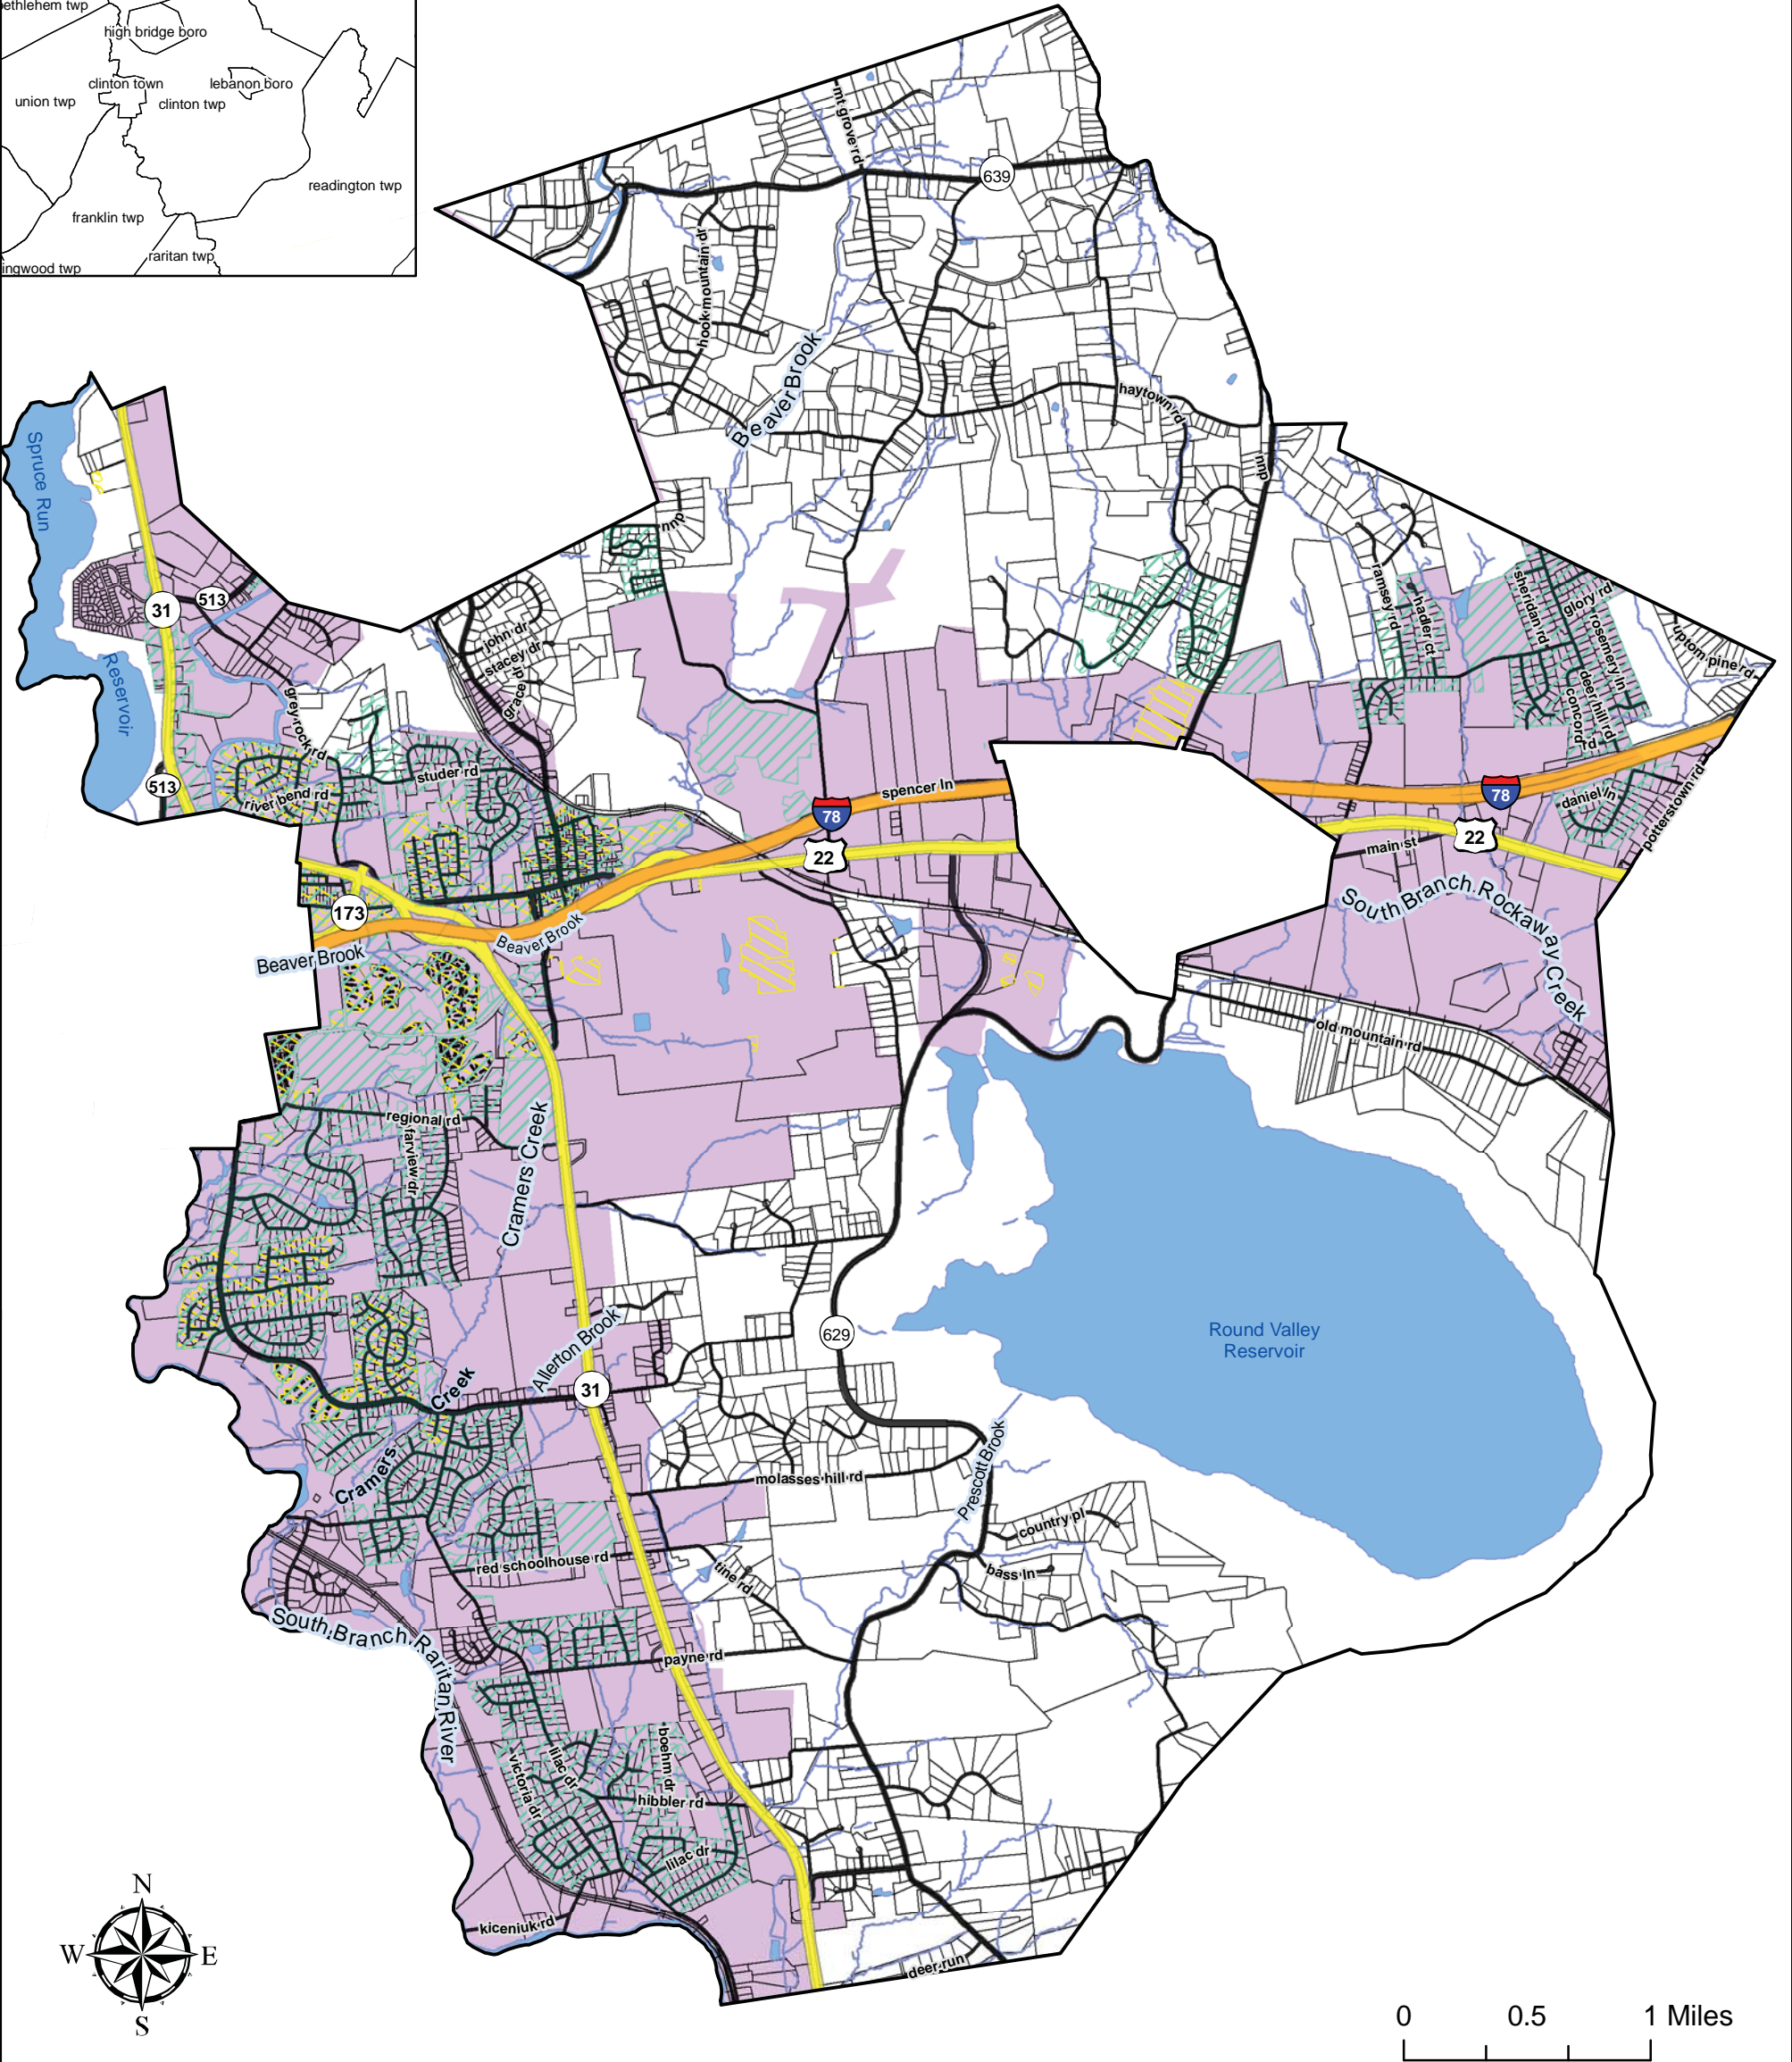 ethlehem twp
high bridge boro
clinton town
lebanon boro
union twp
clinton twp
readington twp
franklin twp
raritan twp
ingwood twp
mt grove rd
639
hook mountain dr
Beaver Brook
haytown rd
nnp
nnp
Spruce Run
Reservoir
31
513
513
john dr
stacey dr
grace dr
grey rock rd
studer rd
river bend rd
ramsey rd
hadler ct
sheridan rd
glory rd
rosemery ln
deer hill rd
concord rd
uptom pine rd
spencer ln
78
22
78
22
daniel ln
potterstown rd
main st
South Branch Rockaway Creek
173
Beaver Brook
Beaver Brook
old mountain rd
regional rd
farview dr
Cramers Creek
Round Valley
Reservoir
629
Allerton Brook
31
Cramers Creek
molasses hill rd
Prescott Brook
country pl
bass ln
red schoolhouse rd
tine rd
South Branch Raritan River
payne rd
boehm dr
lilac dr
victoria dr
hibbler rd
lilac dr
kiceniuk rd
deer run
N
W
E
S
0 0.5 1 Miles